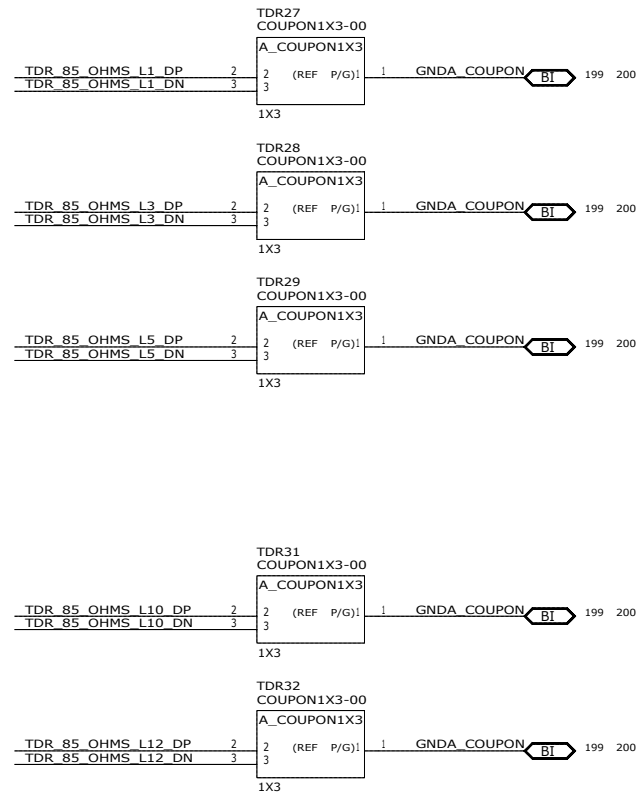 TDR27
COUPON1X3-00
A_COUPON1X3
TDR_85_OHMS_L1_DP 2 2 (REF P/G)1 1 GNDA_COUPON BI 199 200
TDR_85_OHMS_L1_DN 3 3
1X3
TDR28
COUPON1X3-00
A_COUPON1X3
TDR_85_OHMS_L3_DP 2 2 (REF P/G)1 1 GNDA_COUPON BI 199 200
TDR_85_OHMS_L3_DN 3 3
1X3
TDR29
COUPON1X3-00
A_COUPON1X3
TDR_85_OHMS_L5_DP 2 2 (REF P/G)1 1 GNDA_COUPON BI 199 200
TDR_85_OHMS_L5_DN 3 3
1X3
TDR31
COUPON1X3-00
A_COUPON1X3
TDR_85_OHMS_L10_DP 2 2 (REF P/G)1 1 GNDA_COUPON BI 199 200
TDR_85_OHMS_L10_DN 3 3
1X3
TDR32
COUPON1X3-00
A_COUPON1X3
TDR_85_OHMS_L12_DP 2 2 (REF P/G)1 1 GNDA_COUPON BI 199 200
TDR_85_OHMS_L12_DN 3 3
1X3